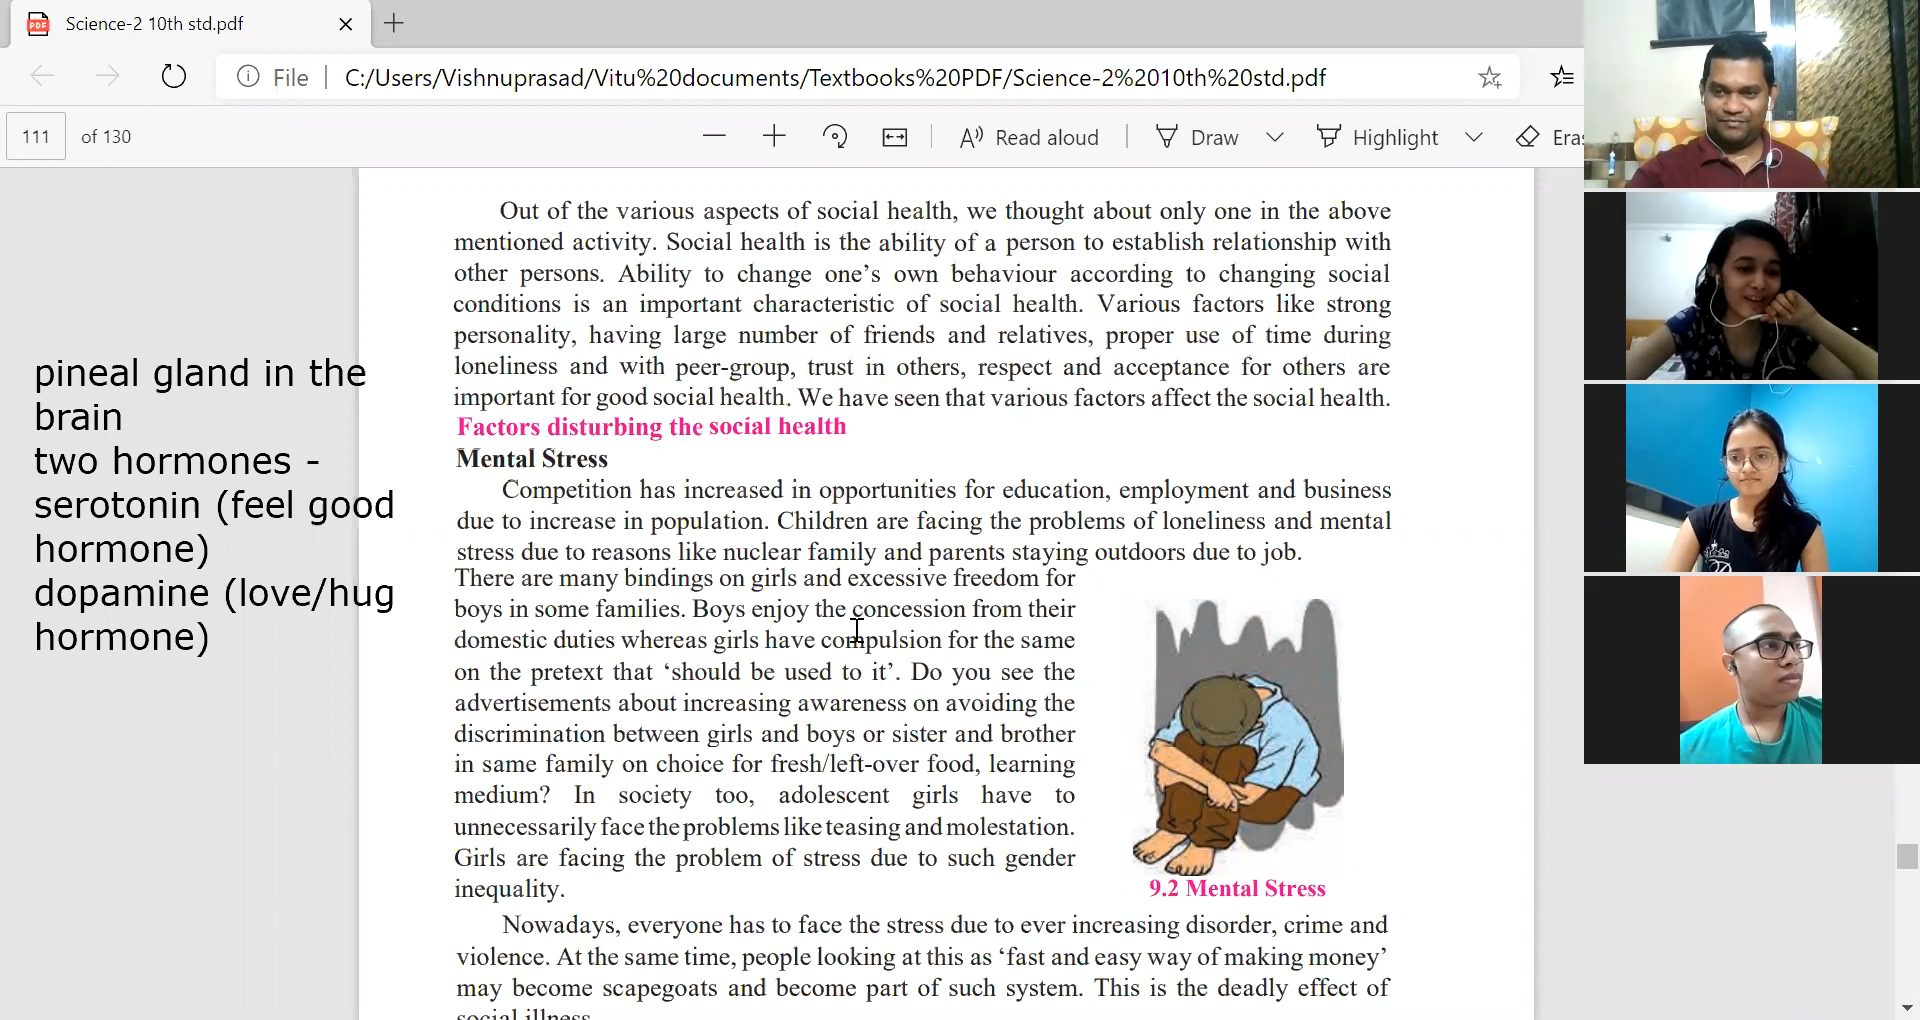 Science-2 10th std.pdf
File
C:/Users/Vishnuprasad/Vitu%20documents/Textbooks%20PDF/Science-2%2010th%20std.pdf
111 of 130
Read aloud
Draw
Highlight
Eras
Out of the various aspects of social health, we thought about only one in the above
mentioned activity. Social health is the ability of a person to establish relationship with
other persons. Ability to change one’s own behaviour according to changing social
conditions is an important characteristic of social health. Various factors like strong
personality, having large number of friends and relatives, proper use of time during
loneliness and with peer-group, trust in others, respect and acceptance for others are
important for good social health. We have seen that various factors affect the social health.
Factors disturbing the social health
Mental Stress
Competition has increased in opportunities for education, employment and business
due to increase in population. Children are facing the problems of loneliness and mental
stress due to reasons like nuclear family and parents staying outdoors due to job.
There are many bindings on girls and excessive freedom for
boys in some families. Boys enjoy the concession from their
domestic duties whereas girls have compulsion for the same
on the pretext that ‘should be used to it’. Do you see the
advertisements about increasing awareness on avoiding the
discrimination between girls and boys or sister and brother
in same family on choice for fresh/left-over food, learning
medium? In society too, adolescent girls have to
unnecessarily face the problems like teasing and molestation.
Girls are facing the problem of stress due to such gender
inequality.
9.2 Mental Stress
Nowadays, everyone has to face the stress due to ever increasing disorder, crime and
violence. At the same time, people looking at this as ‘fast and easy way of making money’
may become scapegoats and become part of such system. This is the deadly effect of
social illness.
pineal gland in the
brain
two hormones -
serotonin (feel good
hormone)
dopamine (love/hug
hormone)